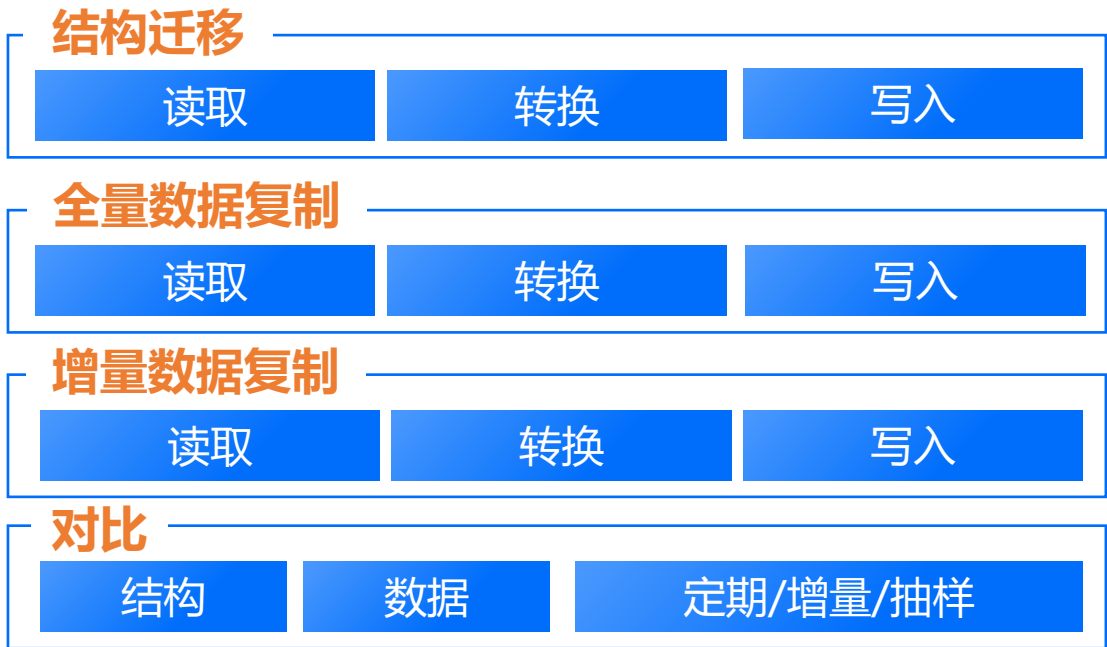 结构迁移
读取 转换 写入
全量数据复制
读取 转换 写入
增量数据复制
读取 转换 写入
对比
结构 数据 定期/增量/抽样